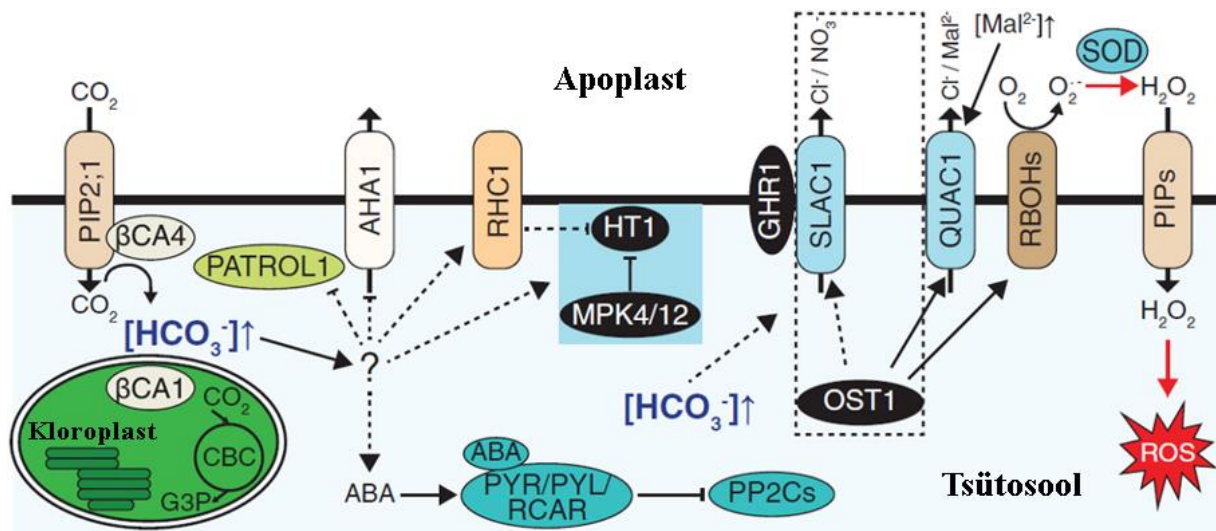 CO₂
PIP2;1
βCA4
CO₂
[HCO₃⁻]↑
PATROL1
AHA1
RHC1
Apoplast
HT1
MPK4/12
?
GHR1
SLAC1
Cl⁻ / NO₃⁻
QUAC1
Cl⁻ / Mal²⁻
[Mal²⁻]↑
O₂
O₂·⁻
SOD
H₂O₂
RBOHs
PIPs
H₂O₂
ROS
[HCO₃⁻]↑
OST1
βCA1
CO₂
Kloroplast
CBC
G3P
ABA
ABA
PYR/PYL/
RCAR
PP2Cs
Tsütosool